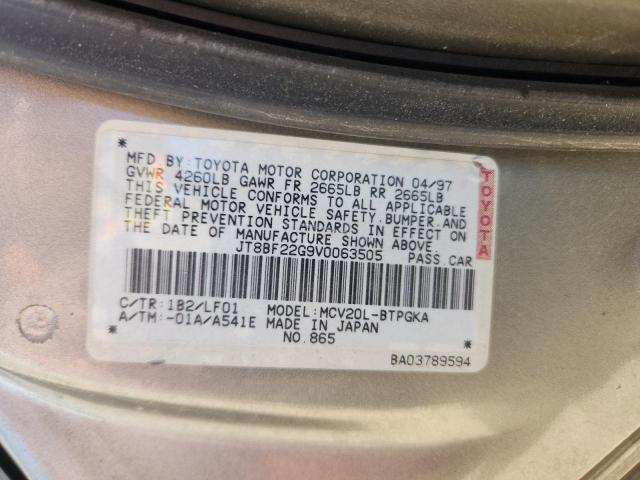 MFD BY:TOYOTA MOTOR CORPORATION 04/97
GVWR 4260LB GAWR FR 2665LB RR 2665LB
THIS VEHICLE CONFORMS TO ALL APPLICABLE
FEDERAL MOTOR VEHICLE SAFETY,BUMPER,AND
THEFT PREVENTION STANDARDS IN EFFECT ON
THE DATE OF MANUFACTURE SHOWN ABOVE.
JT8BF22G9V0063505 PASS.CAR
TOYOTA
C/TR:1B2/LF01 MODEL:MCV20L-BTPGKA
A/TM:-01A/A541E MADE IN JAPAN
NO.865
BA03789594